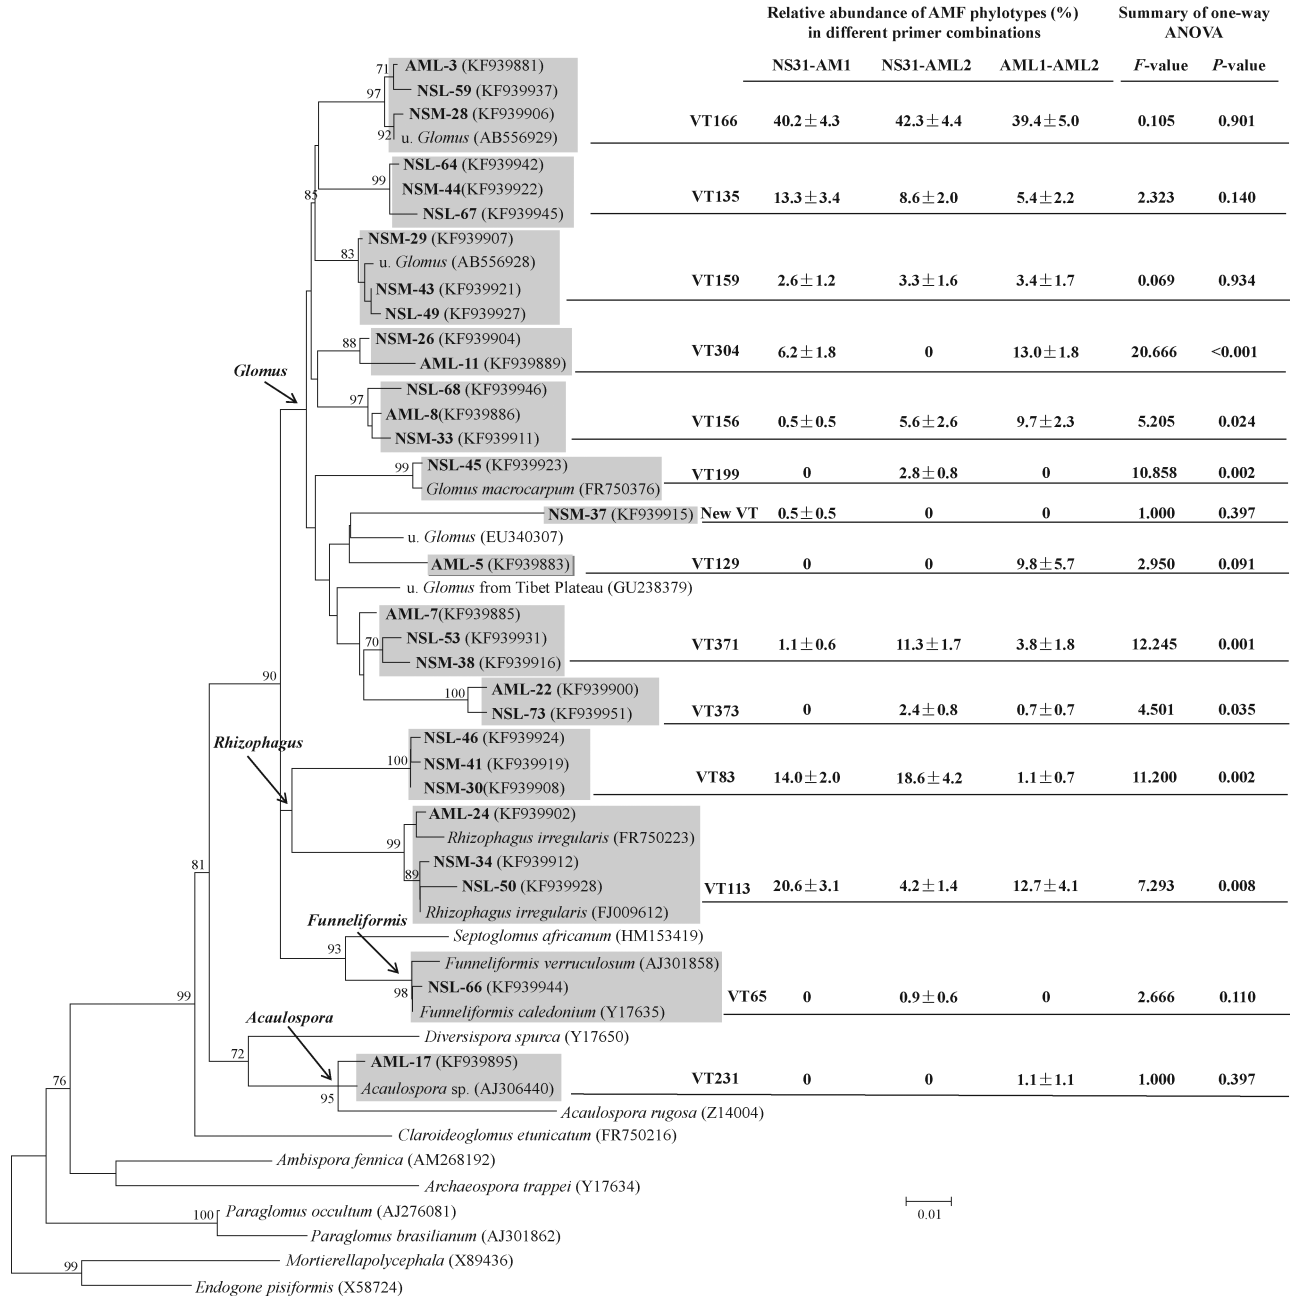 Relative abundance of AMF phylotypes (%) Summary of one-way
in different primer combinations ANOVA
NS31-AM1 NS31-AML2 AML1-AML2 F-value P-value
71 AML-3 (KF939881)
97 NSL-59 (KF939937)
NSM-28 (KF939906)
VT166 40.2±4.3 42.3±4.4 39.4±5.0 0.105 0.901
92 u. Glomus (AB556929)
NSL-64 (KF939942)
99 NSM-44(KF939922)
85 VT135 13.3±3.4 8.6±2.0 5.4±2.2 2.323 0.140
NSL-67 (KF939945)
NSM-29 (KF939907)
83 u. Glomus (AB556928)
VT159 2.6±1.2 3.3±1.6 3.4±1.7 0.069 0.934
NSM-43 (KF939921)
NSL-49 (KF939927)
88 NSM-26 (KF939904)
VT304 6.2±1.8 0 13.0±1.8 20.666 <0.001
AML-11 (KF939889)
Glomus
NSL-68 (KF939946)
97 AML-8(KF939886)
VT156 0.5±0.5 5.6±2.6 9.7±2.3 5.205 0.024
NSM-33 (KF939911)
99 NSL-45 (KF939923)
VT199 0 2.8±0.8 0 10.858 0.002
Glomus macrocarpum (FR750376)
NSM-37 (KF939915) New VT 0.5±0.5 0 0 1.000 0.397
u. Glomus (EU340307)
AML-5 (KF939883) VT129 0 0 9.8±5.7 2.950 0.091
u. Glomus from Tibet Plateau (GU238379)
AML-7(KF939885)
70 NSL-53 (KF939931)
VT371 1.1±0.6 11.3±1.7 3.8±1.8 12.245 0.001
NSM-38 (KF939916)
90
100 AML-22 (KF939900)
NSL-73 (KF939951) VT373 0 2.4±0.8 0.7±0.7 4.501 0.035
NSL-46 (KF939924)
Rhizophagus
100 NSM-41 (KF939919)
VT83 14.0±2.0 18.6±4.2 1.1±0.7 11.200 0.002
NSM-30(KF939908)
AML-24 (KF939902)
99 Rhizophagus irregularis (FR750223)
81 NSM-34 (KF939912)
89 NSL-50 (KF939928) VT113 20.6±3.1 4.2±1.4 12.7±4.1 7.293 0.008
Rhizophagus irregularis (FJ009612)
Funneliformis
Septoglomus africanum (HM153419)
93
Funneliformis verruculosum (AJ301858)
98 NSL-66 (KF939944)
99 VT65 0 0.9±0.6 0 2.666 0.110
Funneliformis caledonium (Y17635)
Acaulospora
Diversispora spurca (Y17650)
72
AML-17 (KF939895)
VT231 0 0 1.1±1.1 1.000 0.397
76
Acaulospora sp. (AJ306440)
95
Acaulospora rugosa (Z14004)
Claroideoglomus etunicatum (FR750216)
Ambispora fennica (AM268192)
Archaeospora trappei (Y17634)
100 Paraglomus occultum (AJ276081)
0.01
Paraglomus brasilianum (AJ301862)
Mortierellapolycephala (X89436)
99
Endogone pisiformis (X58724)